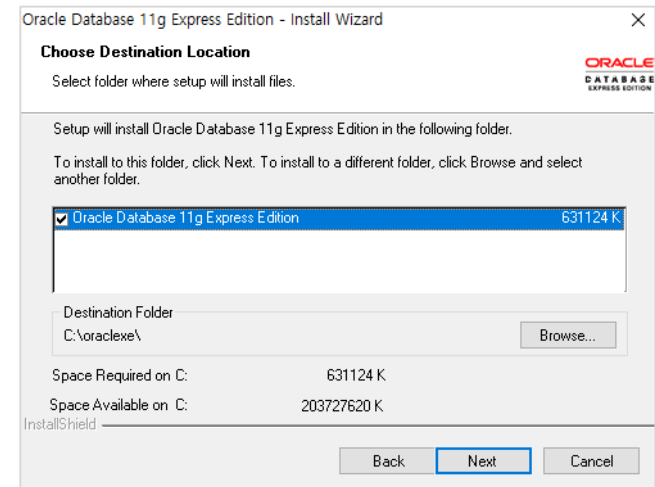 Oracle Database 11g Express Edition - Install Wizard
Choose Destination Location
Select folder where setup will install files.
ORACLE
DATABASE
EXPRESS EDITION
Setup will install Oracle Database 11g Express Edition in the following folder.
To install to this folder, click Next. To install to a different folder, click Browse and select
another folder.
Oracle Database 11g Express Edition 631124 K
Destination Folder
C:\oraclexe\ Browse...
Space Required on C: 631124 K
Space Available on C: 203727620 K
InstallShield
Back Next Cancel